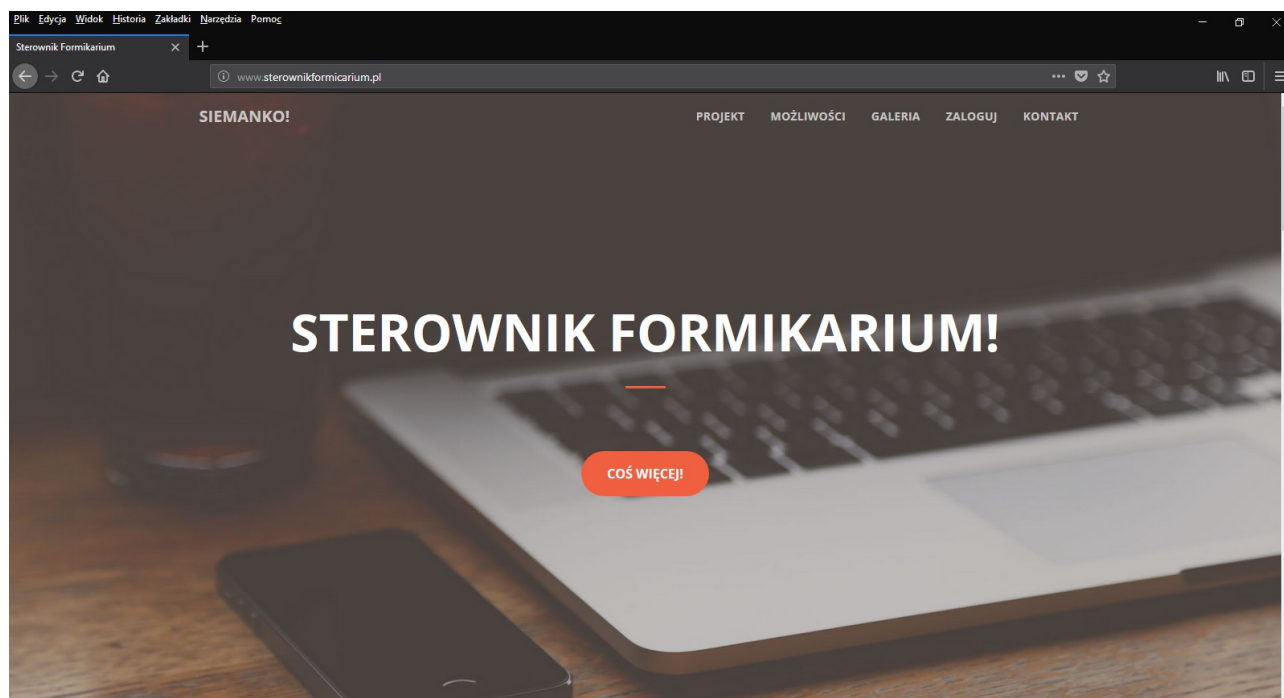 Plik Edycja Widok Historia Zakładki Narzędzia Pomoc
Sterownik Formikarium
www.sterownikformicarium.pl
SIEMANKO! PROJEKT MOŻLIWOŚCI GALERIA ZALOGUJ KONTAKT
STEROWNIK FORMIKARIUM!
COŚ WIĘCEJ!